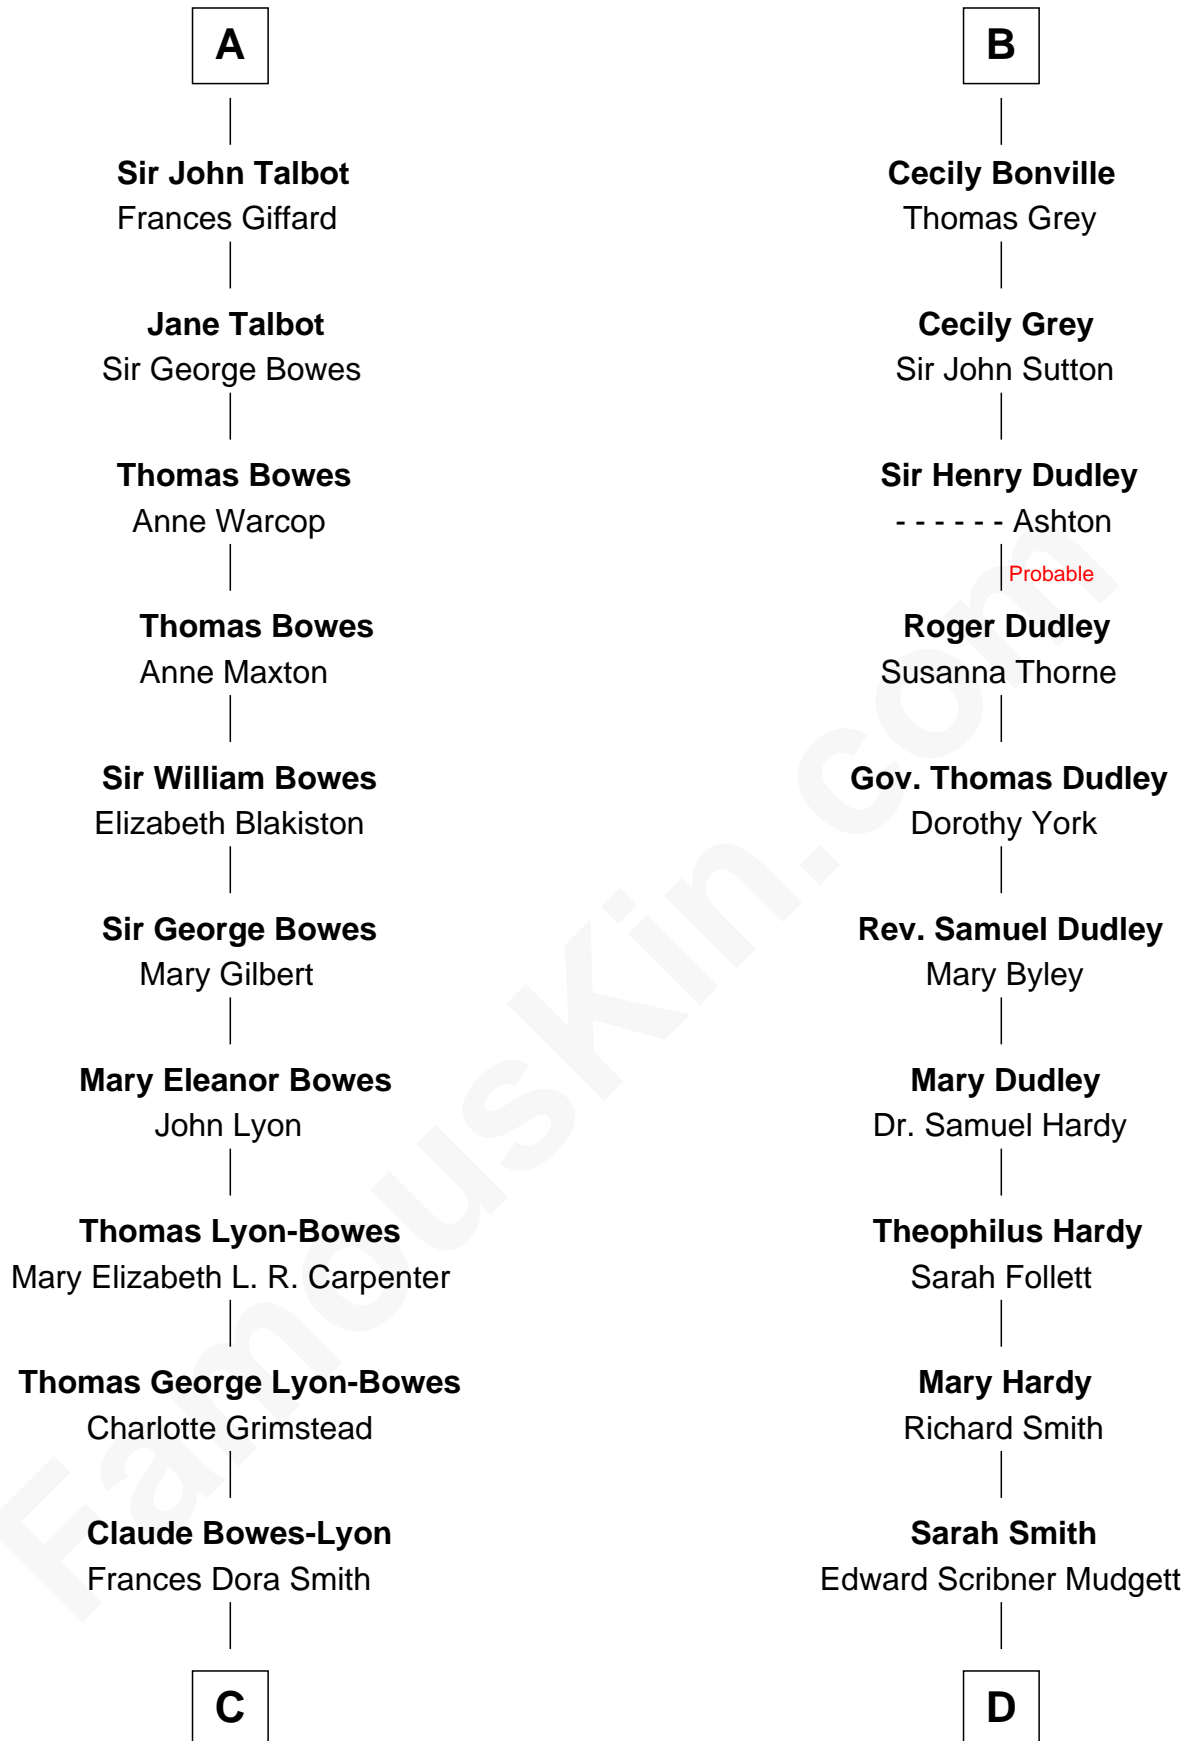 A
Sir John Talbot
Frances Giffard
Jane Talbot
Sir George Bowes
Thomas Bowes
Anne Warcop
Thomas Bowes
Anne Maxton
Sir William Bowes
Elizabeth Blakiston
Sir George Bowes
Mary Gilbert
Mary Eleanor Bowes
John Lyon
Thomas Lyon-Bowes
Mary Elizabeth L. R. Carpenter
Thomas George Lyon-Bowes
Charlotte Grimstead
Claude Bowes-Lyon
Frances Dora Smith
C
B
Cecily Bonville
Thomas Grey
Cecily Grey
Sir John Sutton
Sir Henry Dudley
- - - - - - Ashton
Probable
Roger Dudley
Susanna Thorne
Gov. Thomas Dudley
Dorothy York
Rev. Samuel Dudley
Mary Byley
Mary Dudley
Dr. Samuel Hardy
Theophilus Hardy
Sarah Follett
Mary Hardy
Richard Smith
Sarah Smith
Edward Scribner Mudgett
D
FamousKin.com